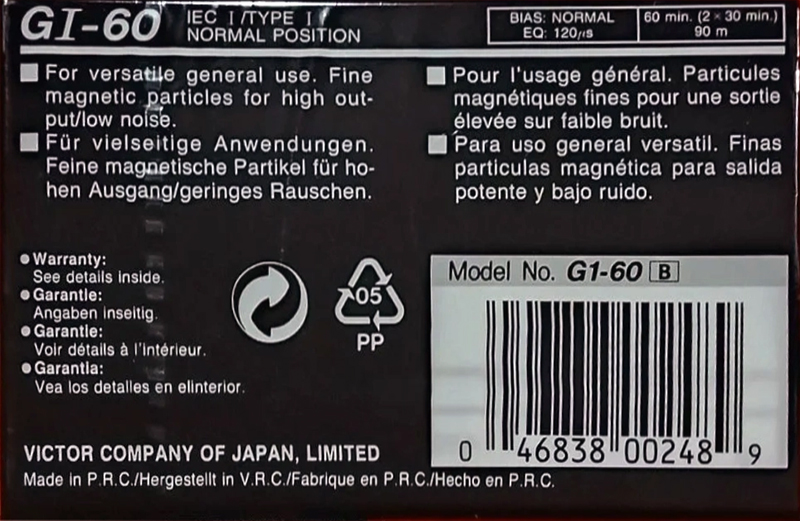 GI-60 IEC I/TYPE I
NORMAL POSITION
BIAS: NORMAL
EQ: 120μs
60 min. (2 × 30 min.)
90 m
For versatile general use. Fine
magnetic particles for high out-
put/low noise.
Für vielseitige Anwendungen.
Feine magnetische Partikel für ho-
hen Ausgang/geringes Rauschen.
Pour l'usage général. Particules
magnétiques fines pour une sortie
élevée sur faible bruit.
Para uso general versatil. Finas
particulas magnética para salida
potente y bajo ruido.
Warranty:
See details inside.
Garantie:
Angaben inseitig.
Garantie:
Voir détails à l'intérieur.
Garantia:
Vea los detalles en elinterior.
05
PP
Model No. G1-60 B
0 46838 00248 9
VICTOR COMPANY OF JAPAN, LIMITED
Made in P.R.C./Hergestellt in V.R.C./Fabrique en P.R.C./Hecho en P.R.C.